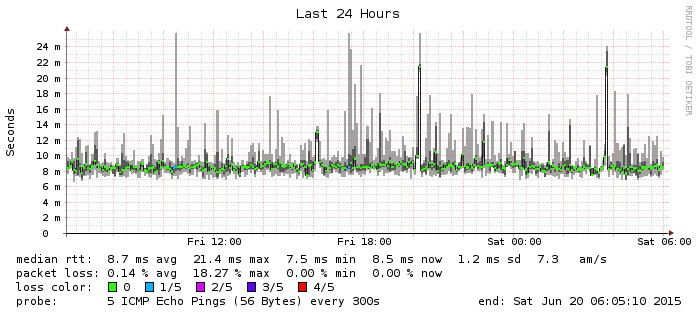 Last 24 Hours
RRDTOOL / TOBI OETIKER
Seconds
24 m
22 m
20 m
18 m
16 m
14 m
12 m
10 m
8 m
6 m
4 m
2 m
0
Fri 12:00 Fri 18:00 Sat 00:00 Sat 06:00
median rtt: 8.7 ms avg 21.4 ms max 7.5 ms min 8.5 ms now 1.2 ms sd 7.3 am/s
packet loss: 0.14 % avg 18.27 % max 0.00 % min 0.00 % now
loss color: 0 1/5 2/5 3/5 4/5
probe: 5 ICMP Echo Pings (56 Bytes) every 300s end: Sat Jun 20 06:05:10 2015